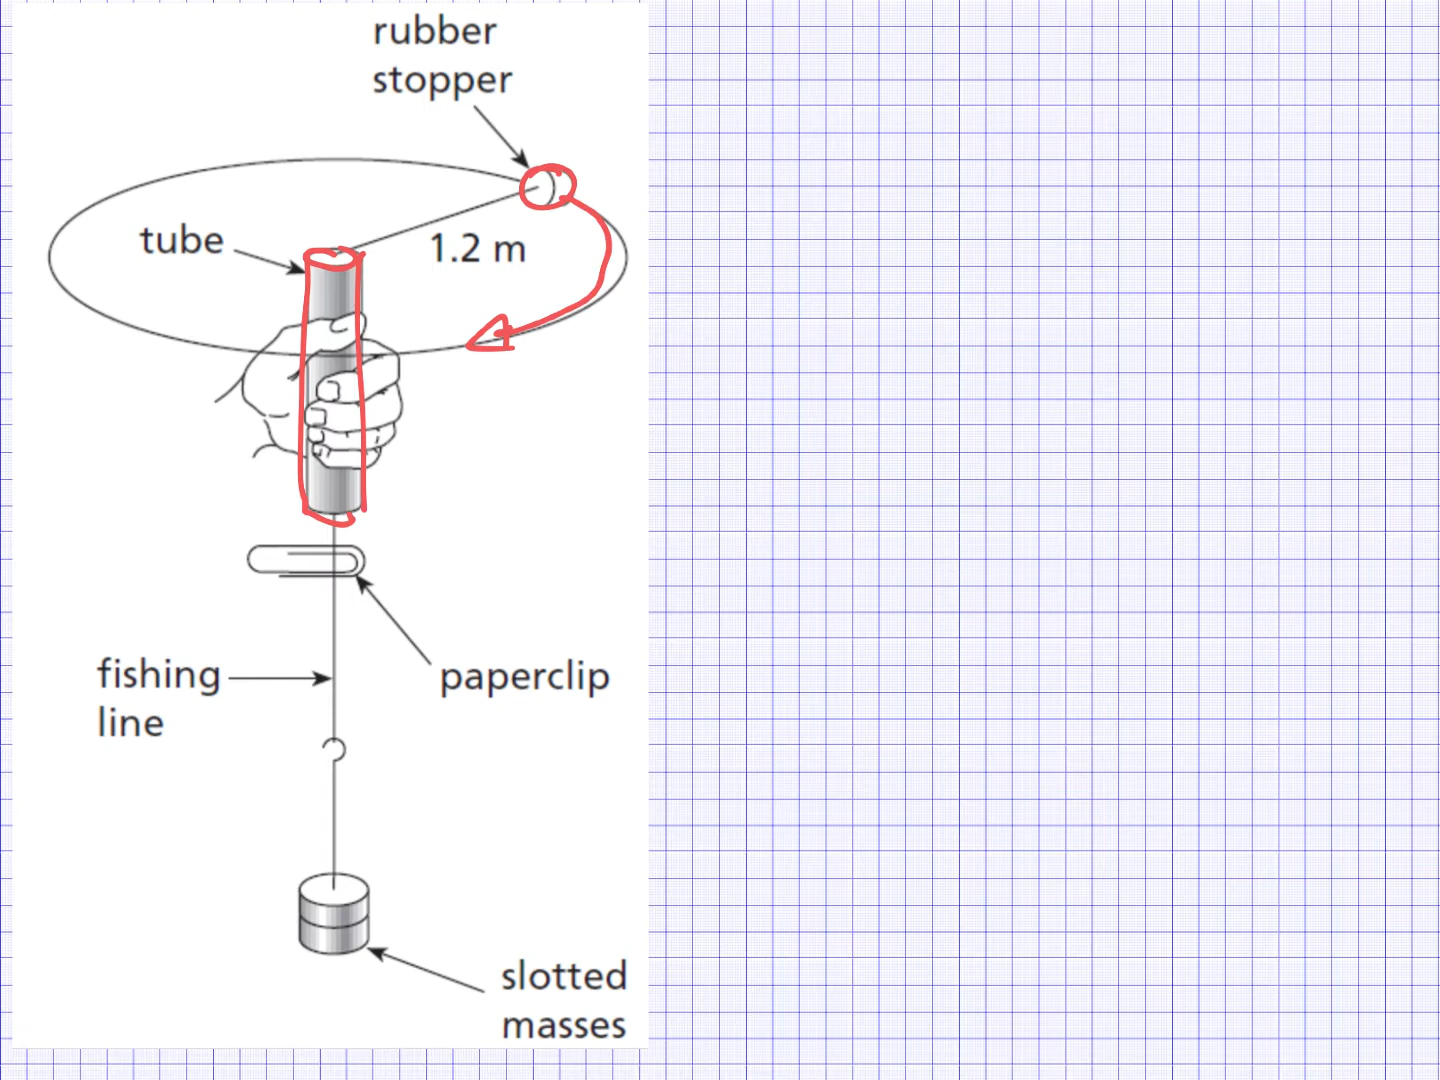 rubber
stopper
tube
1.2 m
fishing
line
paperclip
slotted
masses